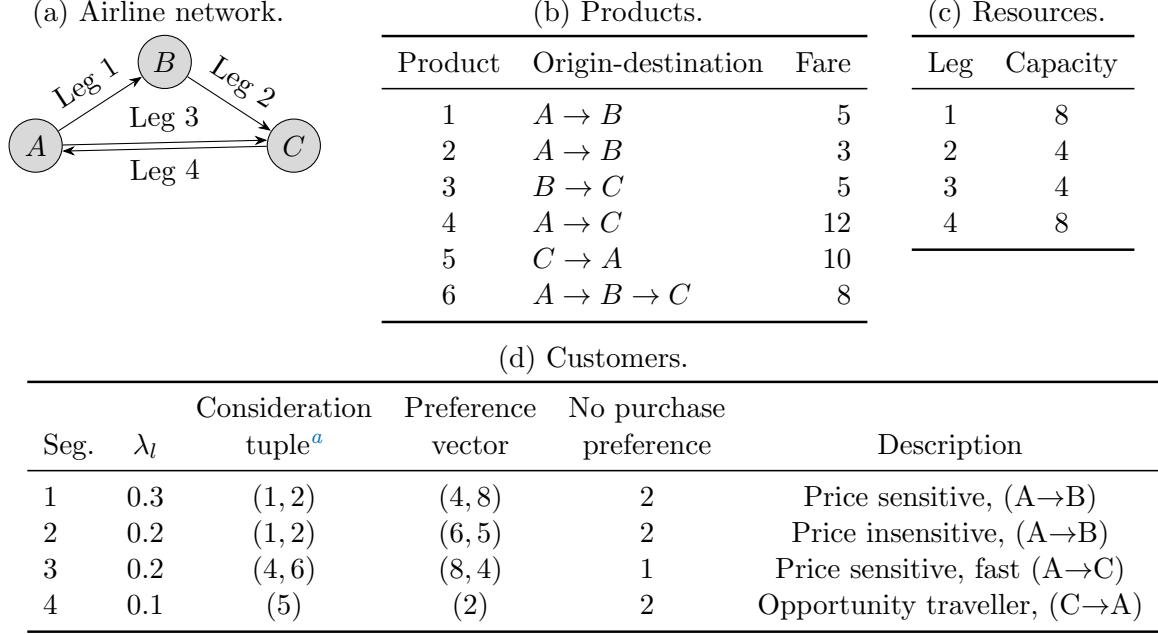 (a) Airline network.
A
B
C
Leg 1
Leg 2
Leg 3
Leg 4
(b) Products.
Product Origin-destination Fare
1 A → B 5
2 A → B 3
3 B → C 5
4 A → C 12
5 C → A 10
6 A → B → C 8
(c) Resources.
Leg Capacity
1 8
2 4
3 4
4 8
(d) Customers.
Consideration Preference No purchase
Seg. λl tuple a vector preference Description
1 0.3 (1, 2) (4, 8) 2 Price sensitive, (A→B)
2 0.2 (1, 2) (6, 5) 2 Price insensitive, (A→B)
3 0.2 (4, 6) (8, 4) 1 Price sensitive, fast (A→C)
4 0.1 (5) (2) 2 Opportunity traveller, (C→A)